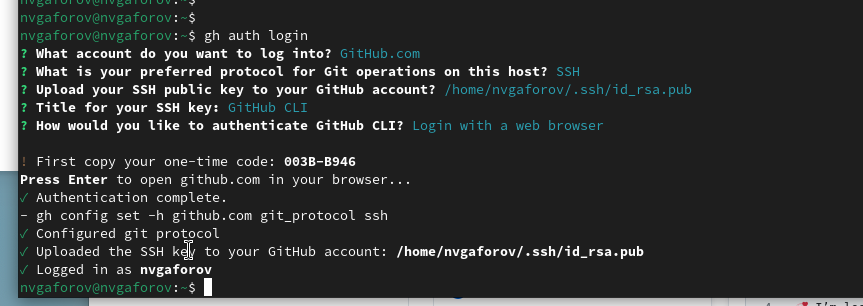 nvgaforov@nvgaforov:~$
nvgaforov@nvgaforov:~$
nvgaforov@nvgaforov:~$ gh auth login
? What account do you want to log into? GitHub.com
? What is your preferred protocol for Git operations on this host? SSH
? Upload your SSH public key to your GitHub account? /home/nvgaforov/.ssh/id_rsa.pub
? Title for your SSH key: GitHub CLI
? How would you like to authenticate GitHub CLI? Login with a web browser
! First copy your one-time code: 003B-B946
Press Enter to open github.com in your browser...
✓ Authentication complete.
- gh config set -h github.com git_protocol ssh
✓ Configured git protocol
✓ Uploaded the SSH key to your GitHub account: /home/nvgaforov/.ssh/id_rsa.pub
✓ Logged in as nvgaforov
nvgaforov@nvgaforov:~$